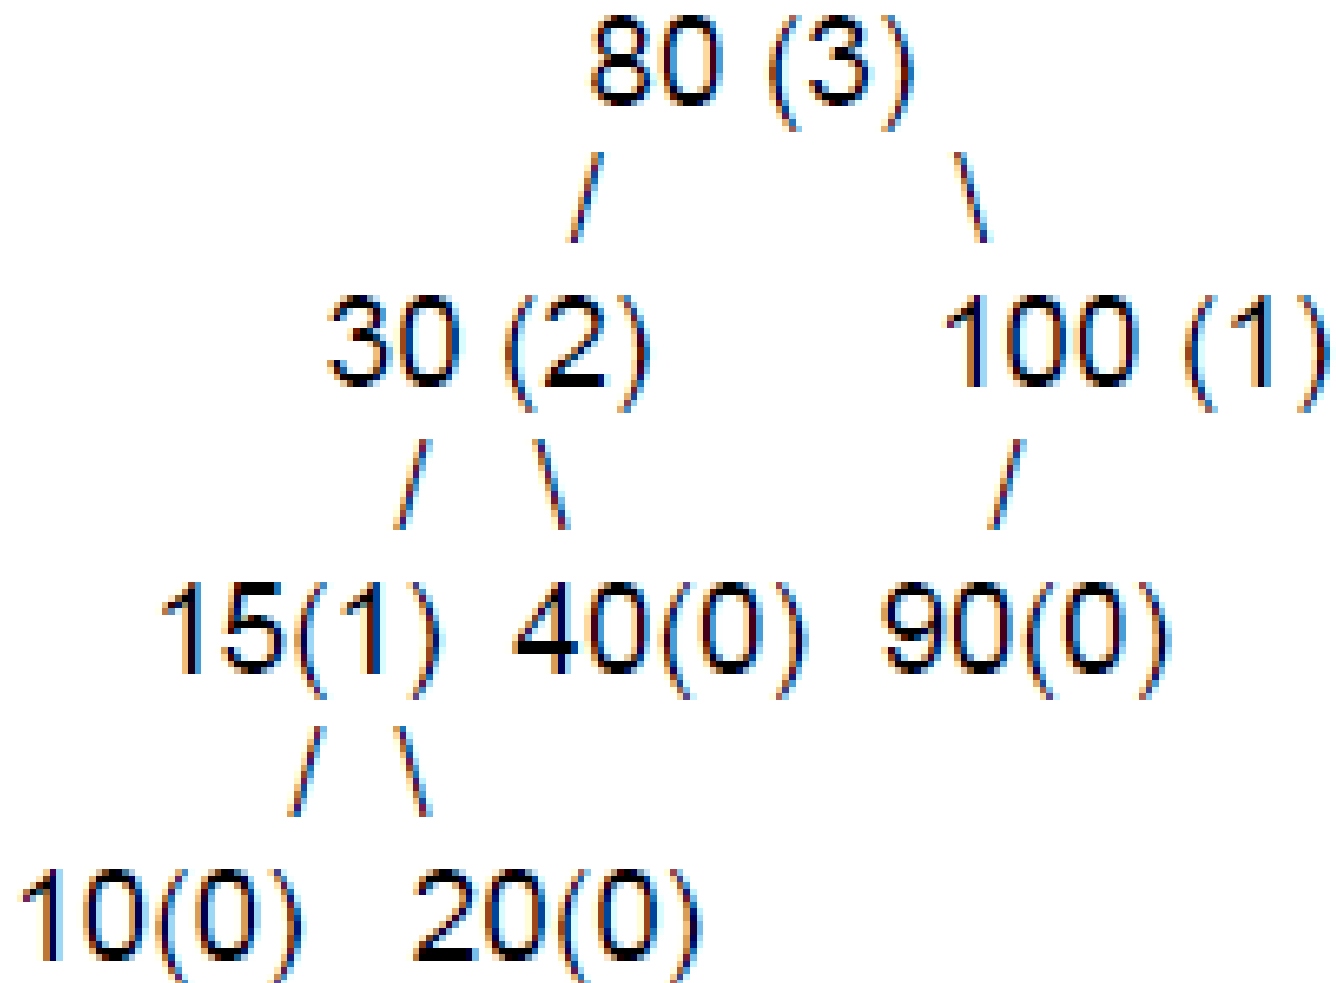 80 (3)
/ \
30 (2) 100 (1)
/ \ /
15(1) 40(0) 90(0)
/ \
10(0) 20(0)